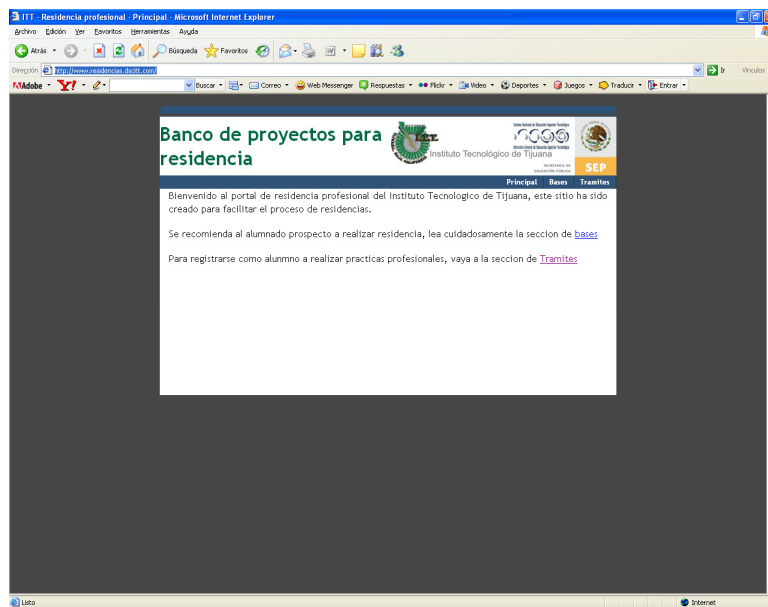 ITT - Residencia profesional - Principal - Microsoft Internet Explorer
Archivo Edición Ver Favoritos Herramientas Ayuda
Atrás Búsqueda Favoritos
Dirección http://www.residencias.dscitt.com/ Ir Vínculos
Adobe Y! Buscar Correo Web Messenger Respuestas Flickr Video Deportes Juegos Traducir Entrar
Banco de proyectos para
residencia
I.T.T.
Instituto Tecnológico de Tijuana
SECRETARÍA DE
EDUCACIÓN PÚBLICA
SEP
Principal Bases Tramites
Bienvenido al portal de residencia profesional del Instituto Tecnologico de Tijuana, este sitio ha sido
creado para facilitar el proceso de residencias.
Se recomienda al alumnado prospecto a realizar residencia, lea cuidadosamente la seccion de bases
Para registrarse como alunmno a realizar practicas profesionales, vaya a la seccion de Tramites
Listo Internet